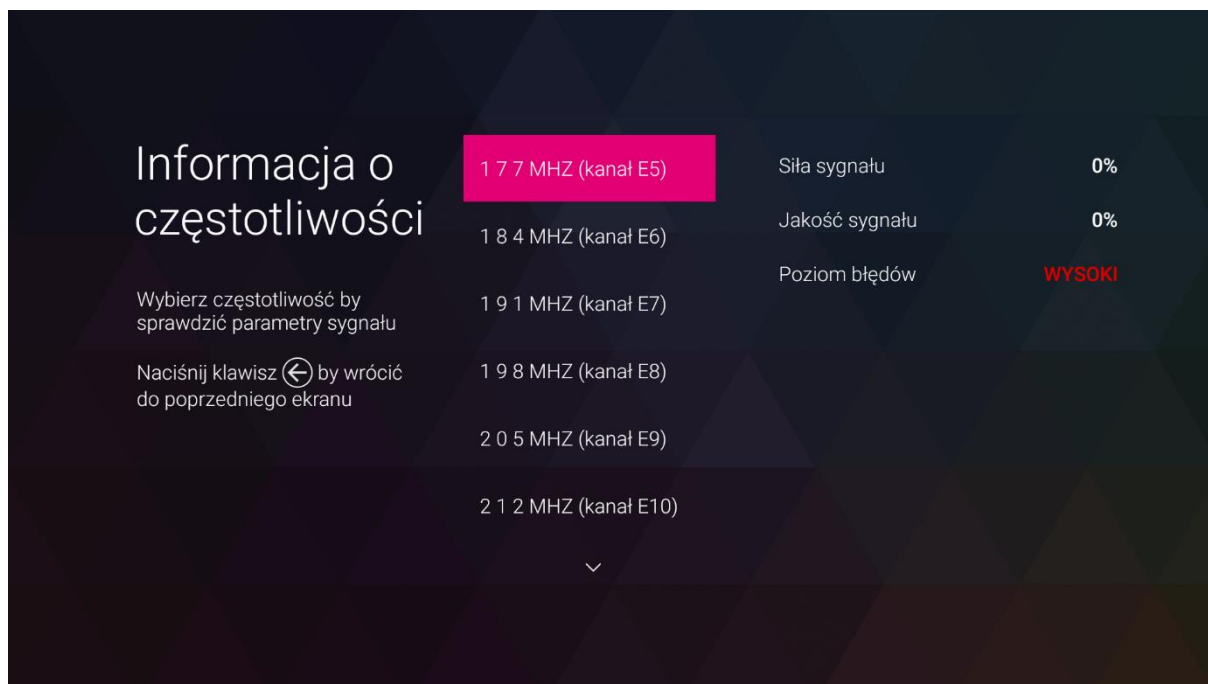 Informacja o
częstotliwości
Wybierz częstotliwość by
sprawdzić parametry sygnału
Naciśnij klawisz by wrócić
do poprzedniego ekranu
1 7 7 MHZ (kanał E5)
1 8 4 MHZ (kanał E6)
1 9 1 MHZ (kanał E7)
1 9 8 MHZ (kanał E8)
2 0 5 MHZ (kanał E9)
2 1 2 MHZ (kanał E10)
Siła sygnału 0%
Jakość sygnału 0%
Poziom błędów WYSOKI